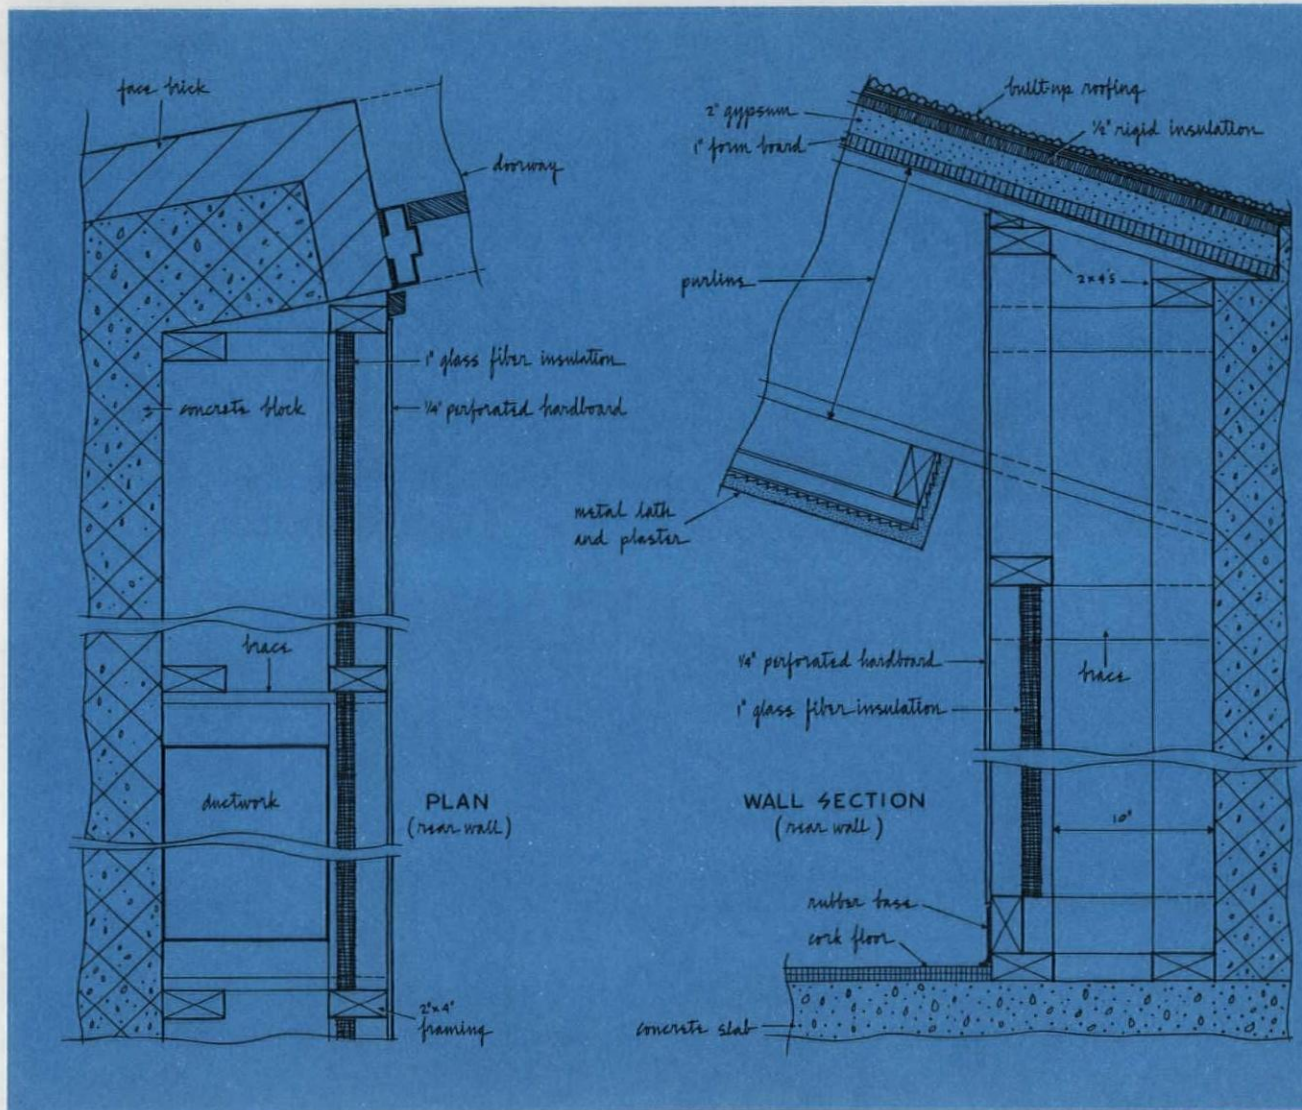 face brick
doorway
1" glass fiber insulation
concrete block
1/4" perforated hardboard
brace
ductwork
PLAN
(rear wall)
2"x4"
framing
built-up roofing
2" gypsum
1/2" rigid insulation
1" form board
purline
2x4's
metal lath
and plaster
1/4" perforated hardboard
brace
1" glass fiber insulation
WALL SECTION
(rear wall)
10"
rubber base
cork floor
concrete slab